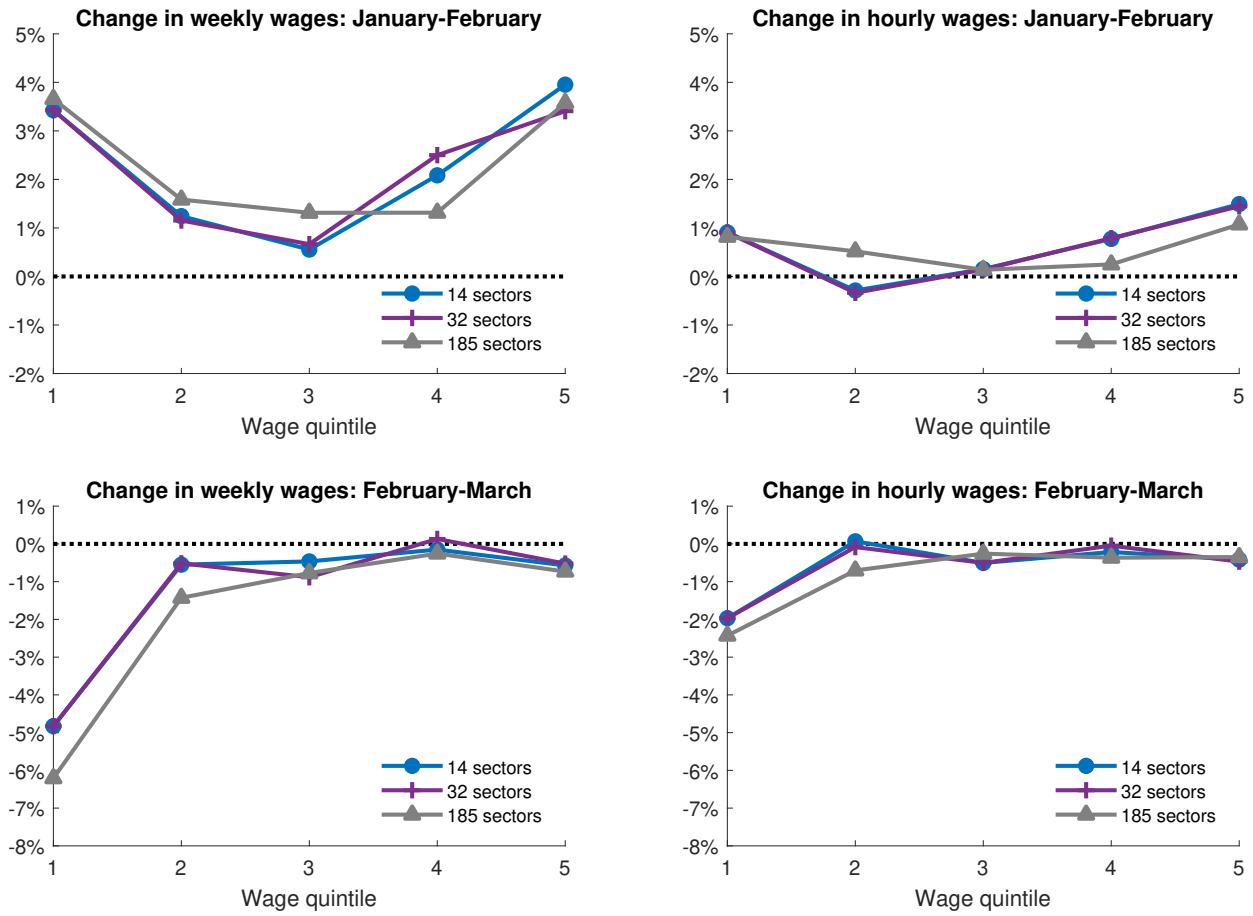 Change in weekly wages: January-February
5%
4%
3%
2%
1%
0%
-1%
-2%
14 sectors
32 sectors
185 sectors
1 2 3 4 5
Wage quintile
Change in hourly wages: January-February
5%
4%
3%
2%
1%
0%
-1%
-2%
14 sectors
32 sectors
185 sectors
1 2 3 4 5
Wage quintile
Change in weekly wages: February-March
1%
0%
-1%
-2%
-3%
-4%
-5%
-6%
-7%
-8%
14 sectors
32 sectors
185 sectors
1 2 3 4 5
Wage quintile
Change in hourly wages: February-March
1%
0%
-1%
-2%
-3%
-4%
-5%
-6%
-7%
-8%
14 sectors
32 sectors
185 sectors
1 2 3 4 5
Wage quintile